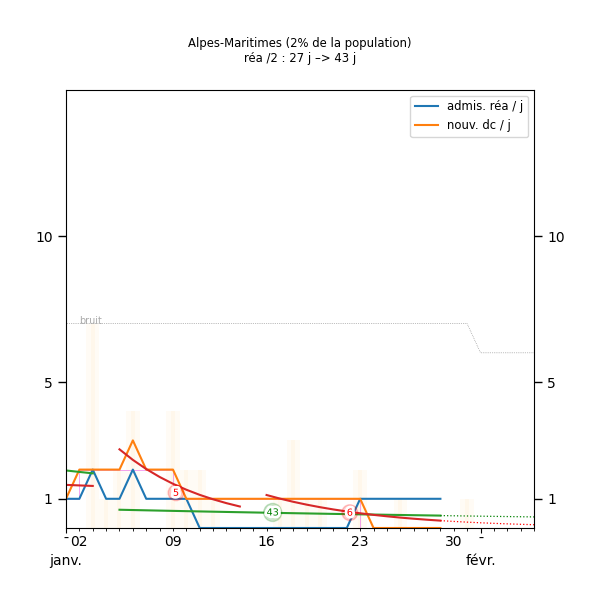 Alpes-Maritimes (2% de la population)
réa /2 : 27 j –> 43 j
admis. réa / j
nouv. dc / j
10
10
bruit
5
5
5
43
6
1
1
02
09
16
23
30
-
janv.
févr.